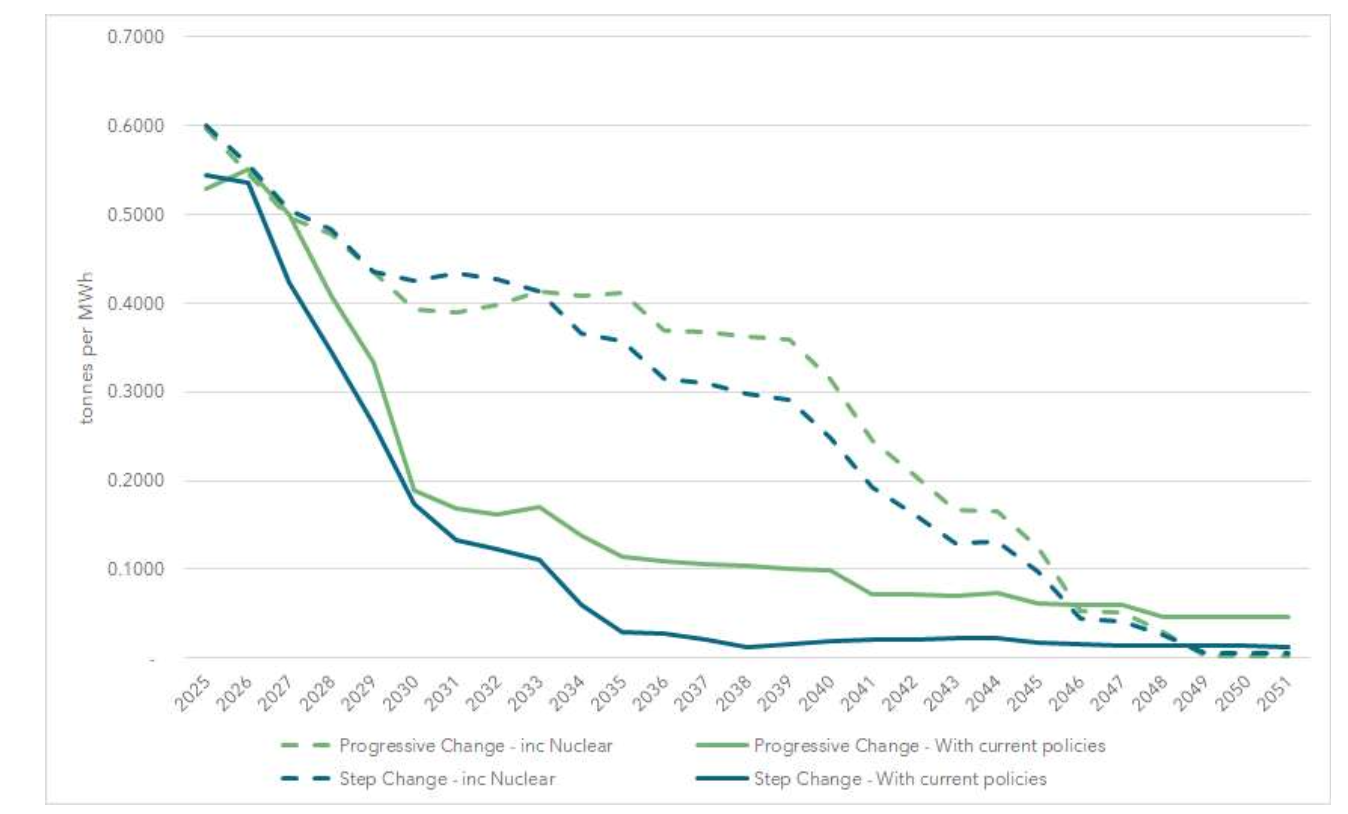 0.7000
0.6000
0.5000
0.4000
0.3000
0.2000
0.1000
-
tonnes per MWh
2025 2026 2027 2028 2029 2030 2031 2032 2033 2034 2035 2036 2037 2038 2039 2040 2041 2042 2043 2044 2045 2046 2047 2048 2049 2050 2051
Progressive Change - inc Nuclear Progressive Change - With current policies
Step Change - inc Nuclear Step Change - With current policies